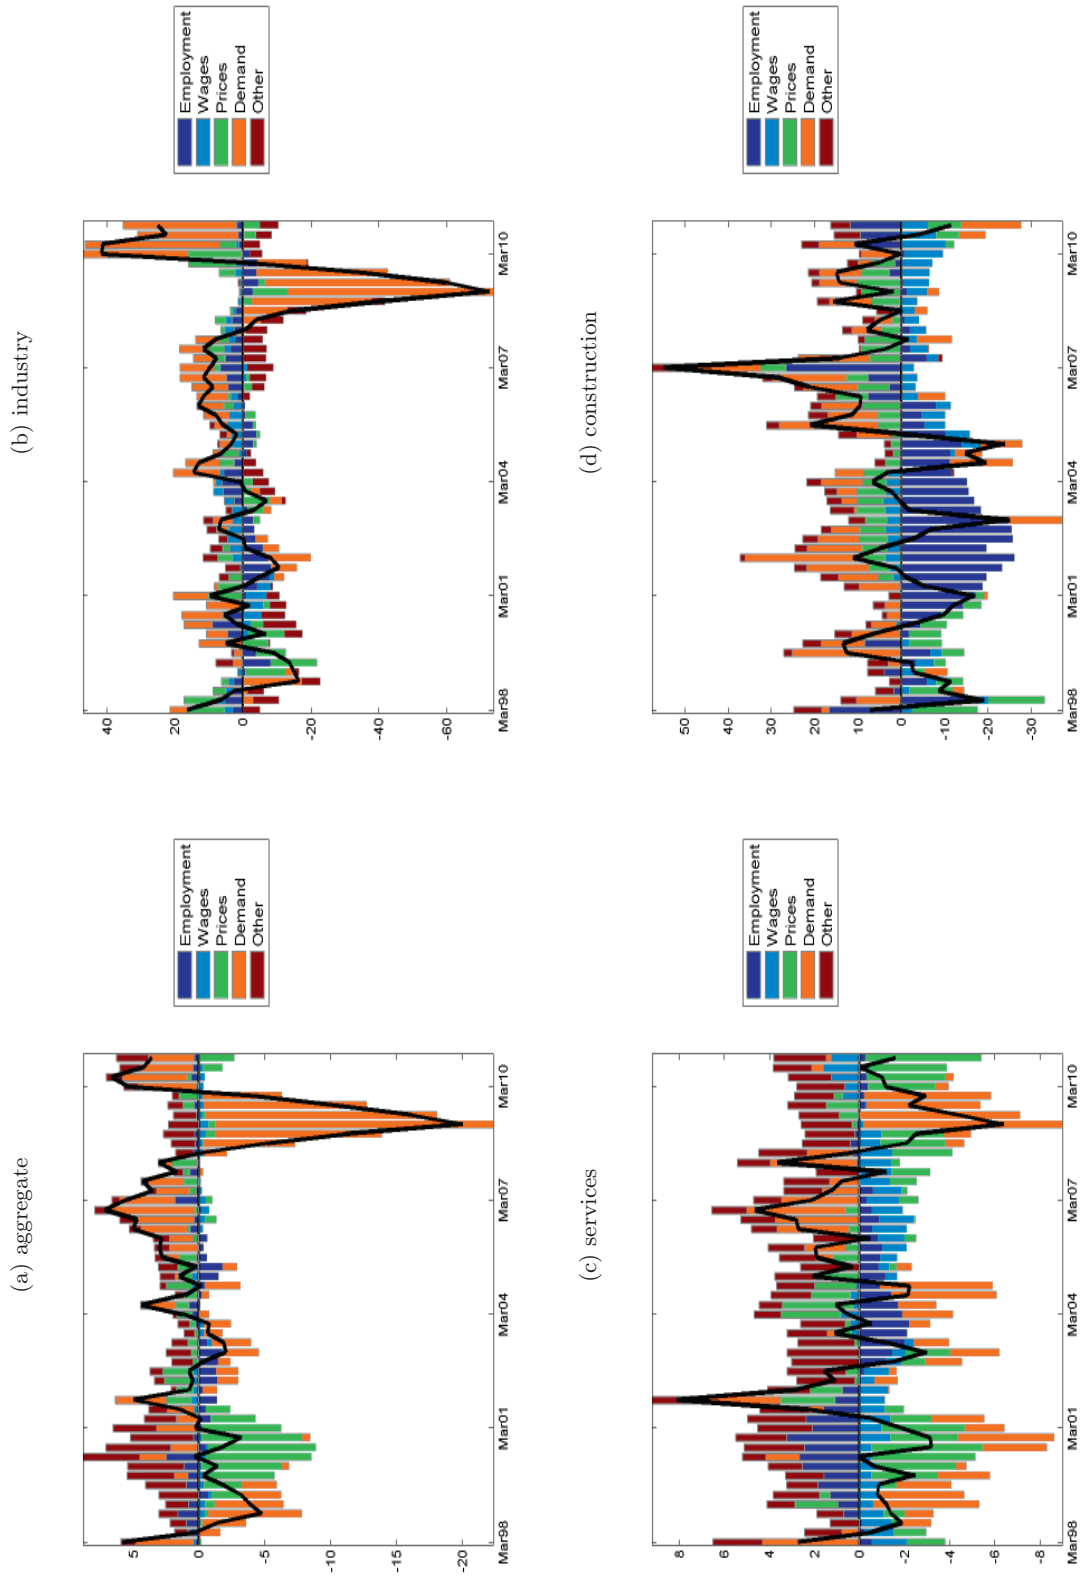 (a) aggregate
5
0
-5
-10
-15
-20
Mar98
Mar01
Mar04
Mar07
Mar10
Employment
Wages
Prices
Demand
Other
(b) industry
40
20
0
-20
-40
-60
Mar98
Mar01
Mar04
Mar07
Mar10
Employment
Wages
Prices
Demand
Other
(c) services
8
6
4
2
0
-2
-4
-6
-8
Mar98
Mar01
Mar04
Mar07
Mar10
Employment
Wages
Prices
Demand
Other
(d) construction
50
40
30
20
10
0
-10
-20
-30
Mar98
Mar01
Mar04
Mar07
Mar10
Employment
Wages
Prices
Demand
Other